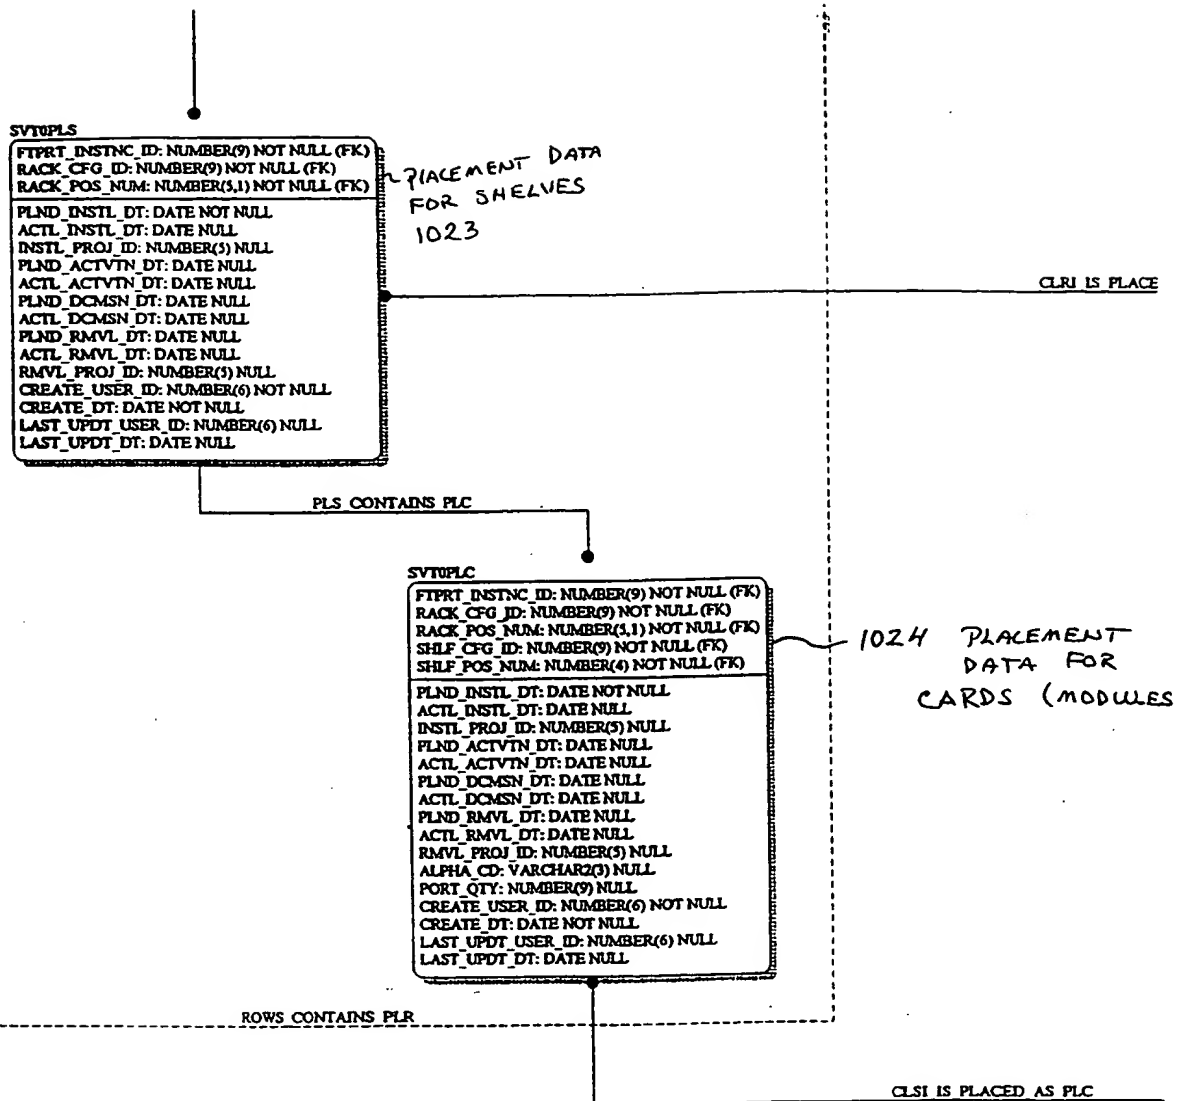 SVT0PLS
FTPRT_INSTNC_ID: NUMBER(9) NOT NULL (FK)
RACK_CFG_ID: NUMBER(9) NOT NULL (FK)
RACK_POS_NUM: NUMBER(5,1) NOT NULL (FK)
PLND_INSTL_DT: DATE NOT NULL
ACTL_INSTL_DT: DATE NULL
INSTL_PROJ_ID: NUMBER(5) NULL
PLND_ACTVTN_DT: DATE NULL
ACTL_ACTVTN_DT: DATE NULL
PLND_DCMSN_DT: DATE NULL
ACTL_DCMSN_DT: DATE NULL
PLND_RMVL_DT: DATE NULL
ACTL_RMVL_DT: DATE NULL
RMVL_PROJ_ID: NUMBER(5) NULL
CREATE_USER_ID: NUMBER(6) NOT NULL
CREATE_DT: DATE NOT NULL
LAST_UPDT_USER_ID: NUMBER(6) NULL
LAST_UPDT_DT: DATE NULL
PLACEMENT DATA
FOR SHELVES
1023
CLRI IS PLACE
PLS CONTAINS PLC
SVT0PLC
FTPRT_INSTNC_ID: NUMBER(9) NOT NULL (FK)
RACK_CFG_ID: NUMBER(9) NOT NULL (FK)
RACK_POS_NUM: NUMBER(5,1) NOT NULL (FK)
SHLF_CFG_ID: NUMBER(9) NOT NULL (FK)
SHLF_POS_NUM: NUMBER(4) NOT NULL (FK)
PLND_INSTL_DT: DATE NOT NULL
ACTL_INSTL_DT: DATE NULL
INSTL_PROJ_ID: NUMBER(5) NULL
PLND_ACTVTN_DT: DATE NULL
ACTL_ACTVTN_DT: DATE NULL
PLND_DCMSN_DT: DATE NULL
ACTL_DCMSN_DT: DATE NULL
PLND_RMVL_DT: DATE NULL
ACTL_RMVL_DT: DATE NULL
RMVL_PROJ_ID: NUMBER(5) NULL
ALPHA_CD: VARCHAR2(3) NULL
PORT_QTY: NUMBER(9) NULL
CREATE_USER_ID: NUMBER(6) NOT NULL
CREATE_DT: DATE NOT NULL
LAST_UPDT_USER_ID: NUMBER(6) NULL
LAST_UPDT_DT: DATE NULL
1024 PLACEMENT
DATA FOR
CARDS (MODULES
ROWS CONTAINS PLR
CLSI IS PLACED AS PLC